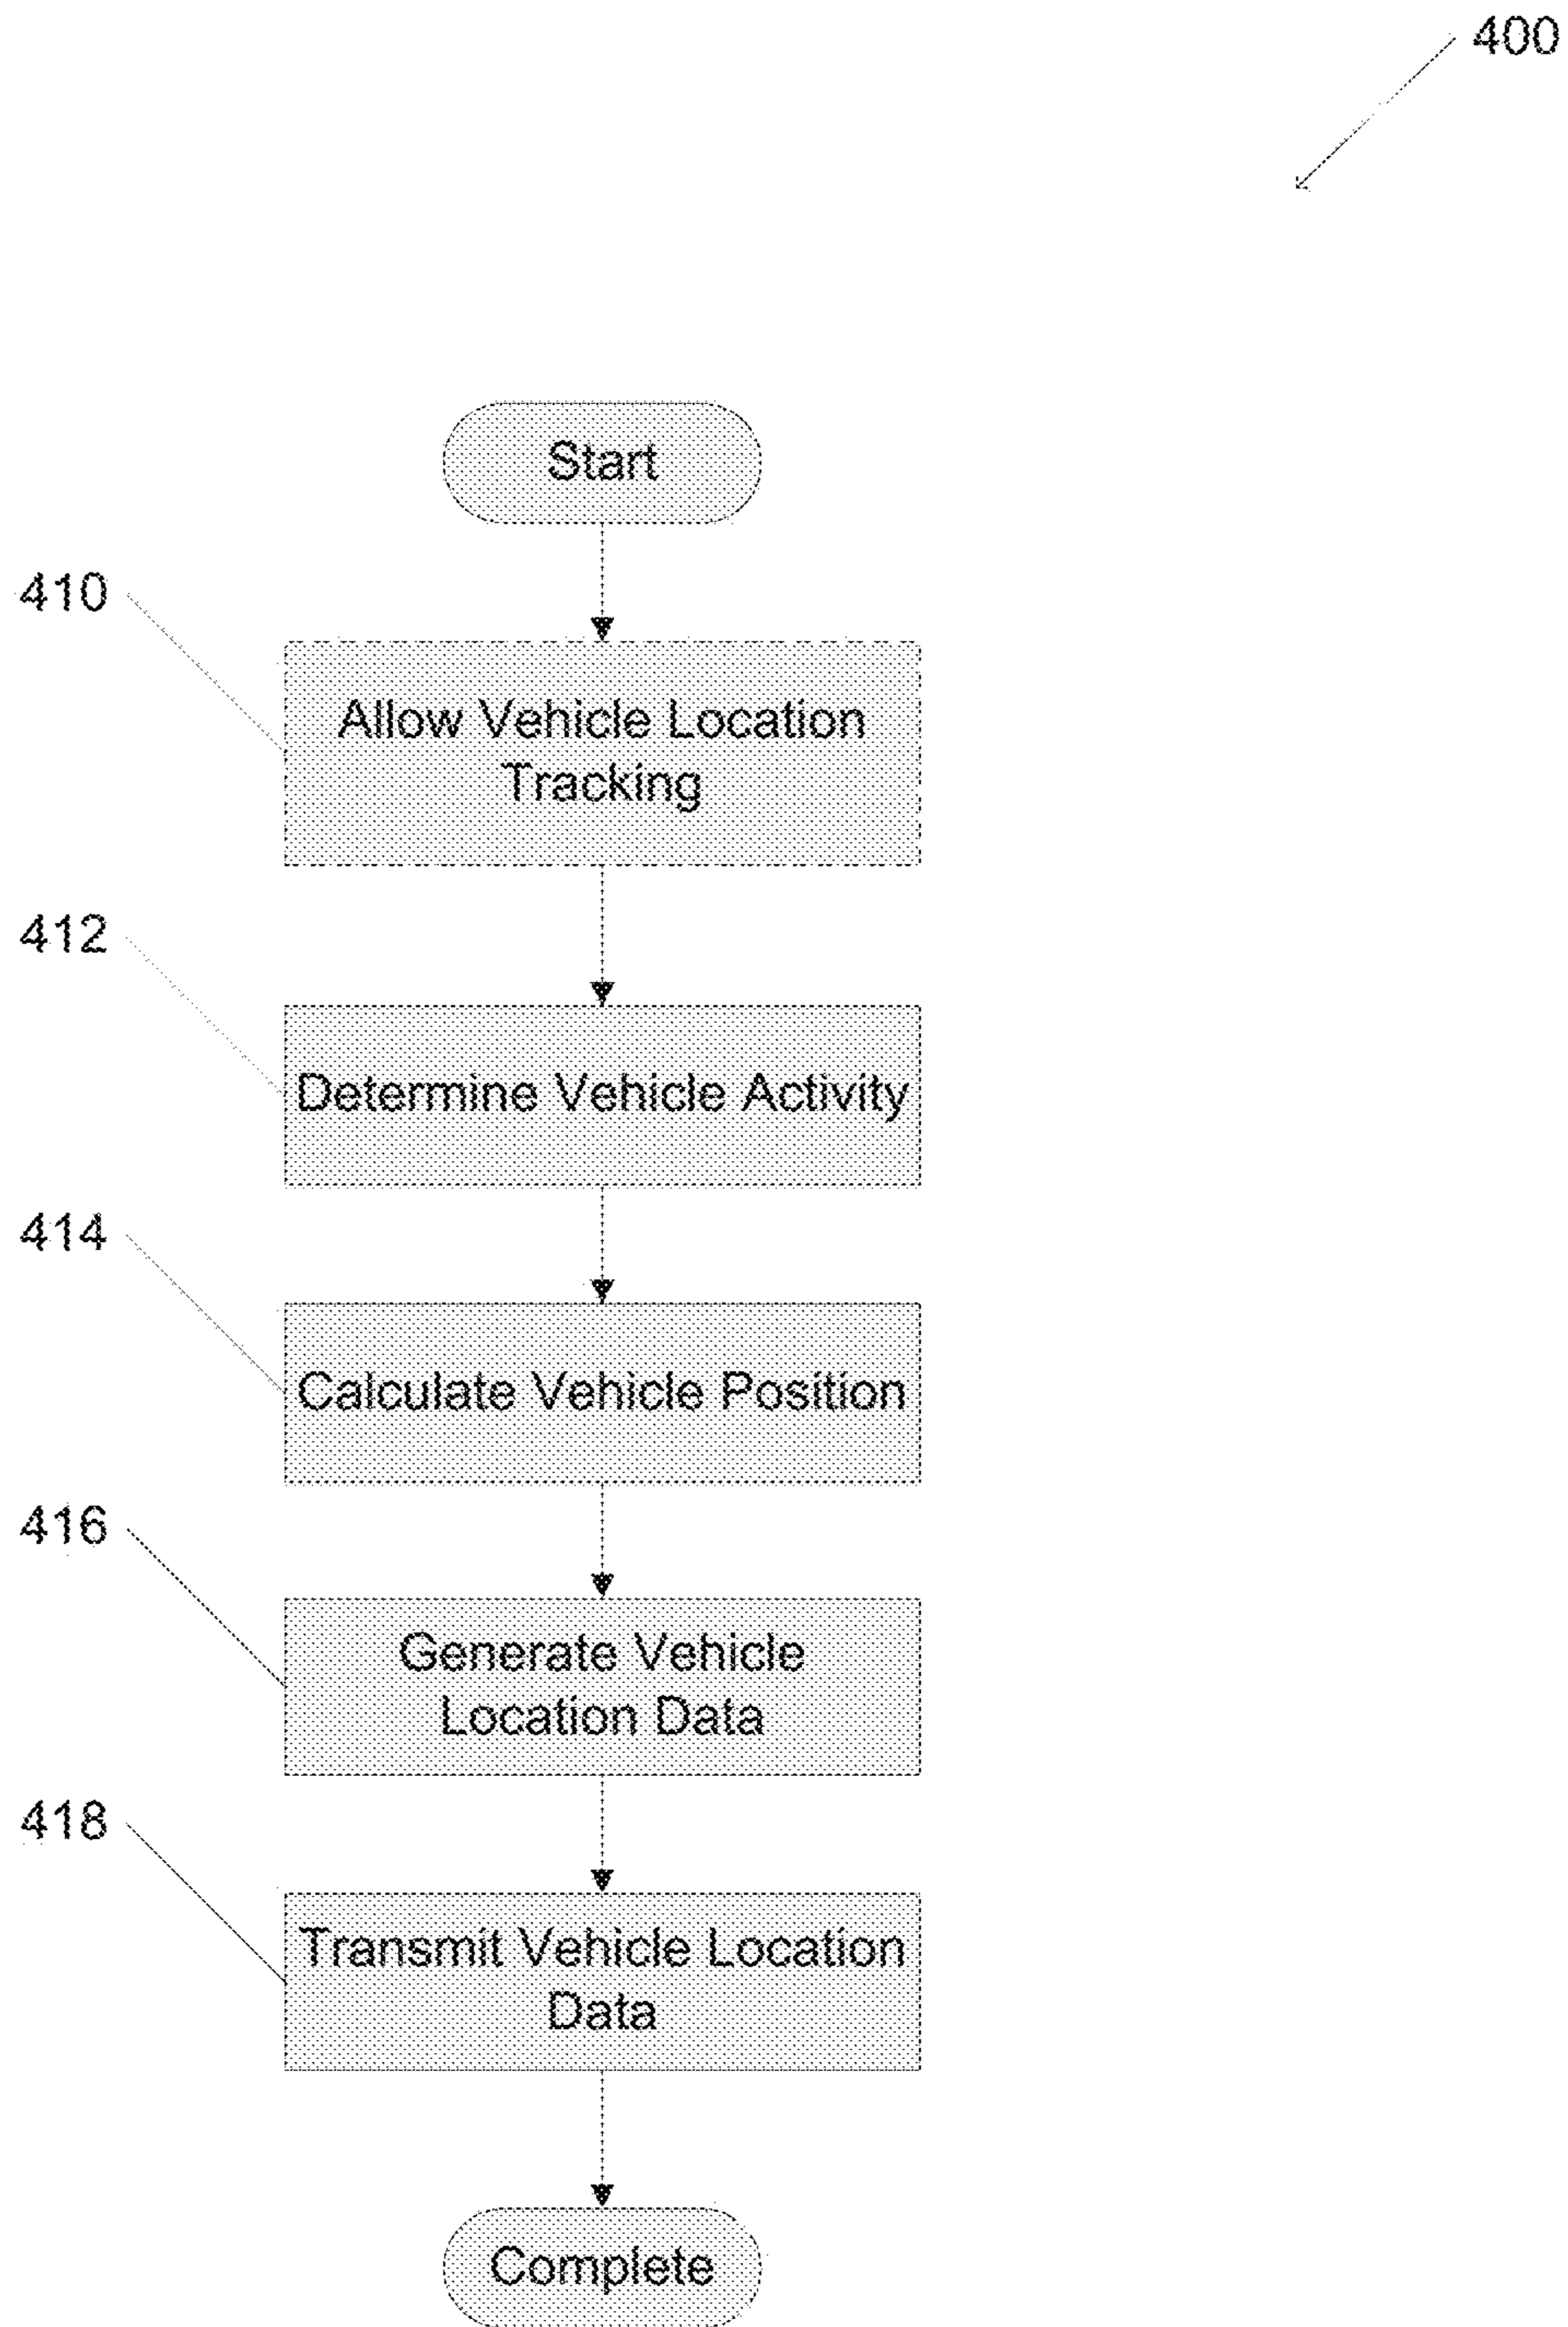 400
Start
410
Allow Vehicle Location
Tracking
412
Determine Vehicle Activity
414
Calculate Vehicle Position
416
Generate Vehicle
Location Data
418
Transmit Vehicle Location
Data
Complete